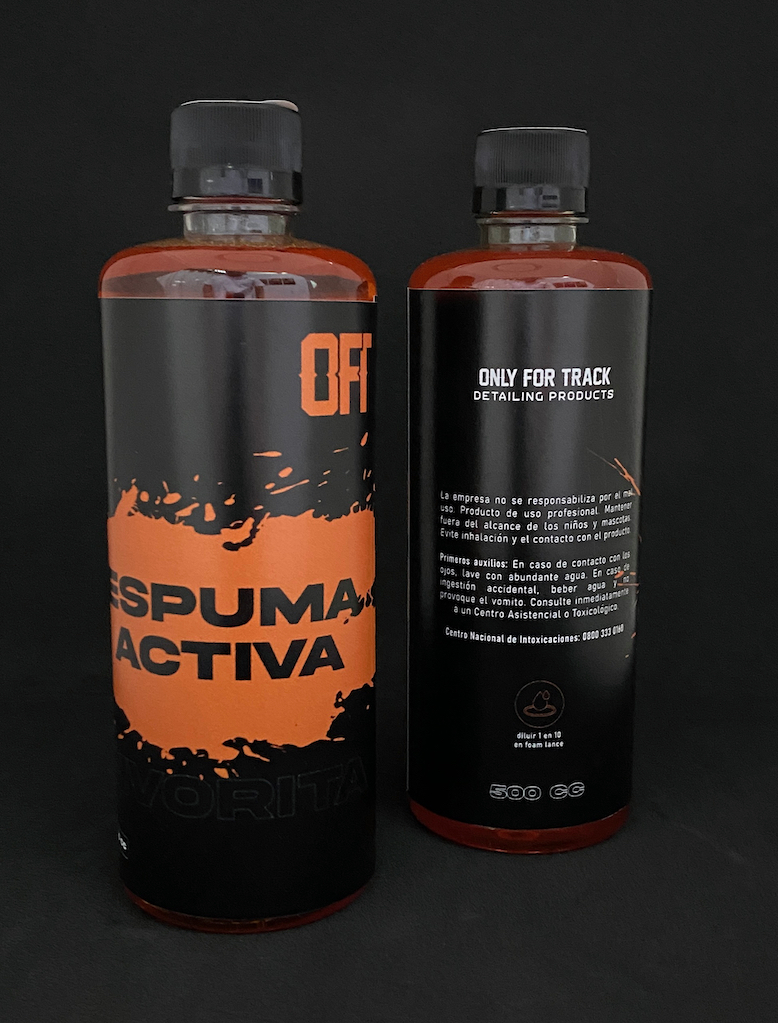 OFT
ESPUMA
ACTIVA
VORITA
ONLY FOR TRACK
DETAILING PRODUCTS
La empresa no se responsabiliza por el mal
uso. Producto de uso profesional. Mantener
fuera del alcance de los niños y mascotas.
Evite inhalación y el contacto con el producto.
Primeros auxilios: En caso de contacto con los
ojos, lave con abundante agua. En caso de
ingestión accidental, beber agua y no
provoque el vomito. Consulte inmediatamente
a un Centro Asistencial o Toxicológico.
Centro Nacional de Intoxicaciones: 0800 333 0160
diluir 1 en 10
en foam lance
500 CC